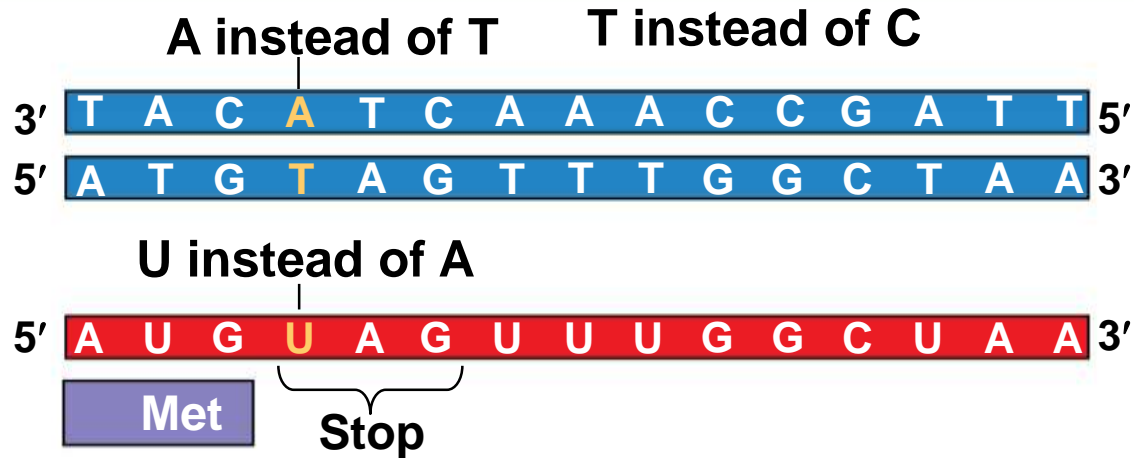 A instead of T T instead of C
3′ T A C A T C A A A C C G A T T 5′
5′ A T G T A G T T T G G C T A A 3′
U instead of A
5′ A U G U A G U U U G G C U A A 3′
Met
Stop